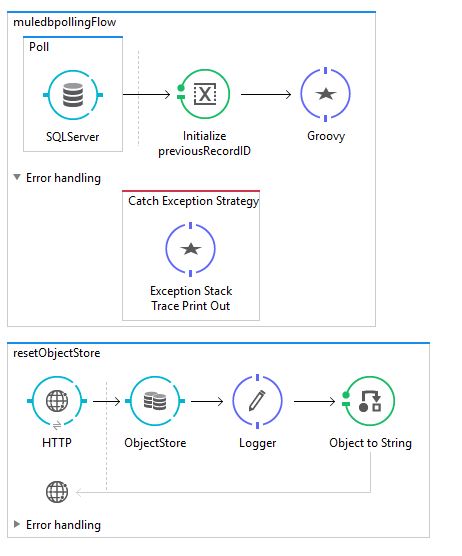 muledbpollingFlow
Poll
SQLServer
Initialize
previousRecordID
Groovy
Error handling
Catch Exception Strategy
Exception Stack
Trace Print Out
resetObjectStore
HTTP
ObjectStore
Logger
Object to String
Error handling